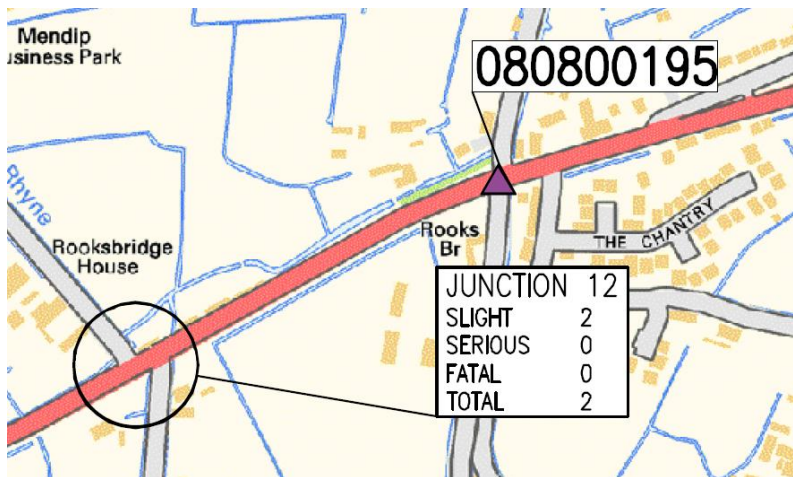 Mendip
usiness Park
080800195
Rhyne
Rooksbridge
House
Rooks
Br
THE CHANTRY
JUNCTION 12
SLIGHT 2
SERIOUS 0
FATAL 0
TOTAL 2